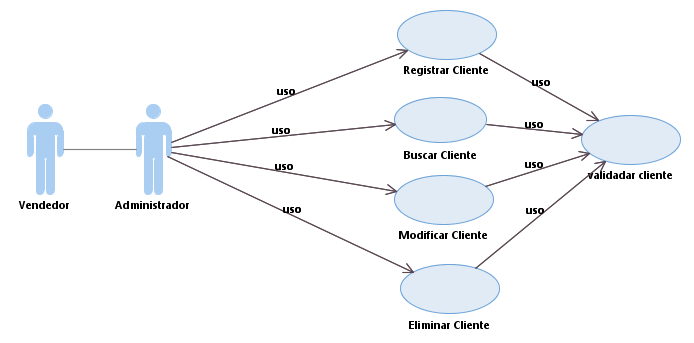 Registrar Cliente
uso
uso
uso
uso
Buscar Cliente
uso
uso
uso
Validadar cliente
Vendedor
Administrador
uso
Modificar Cliente
Eliminar Cliente